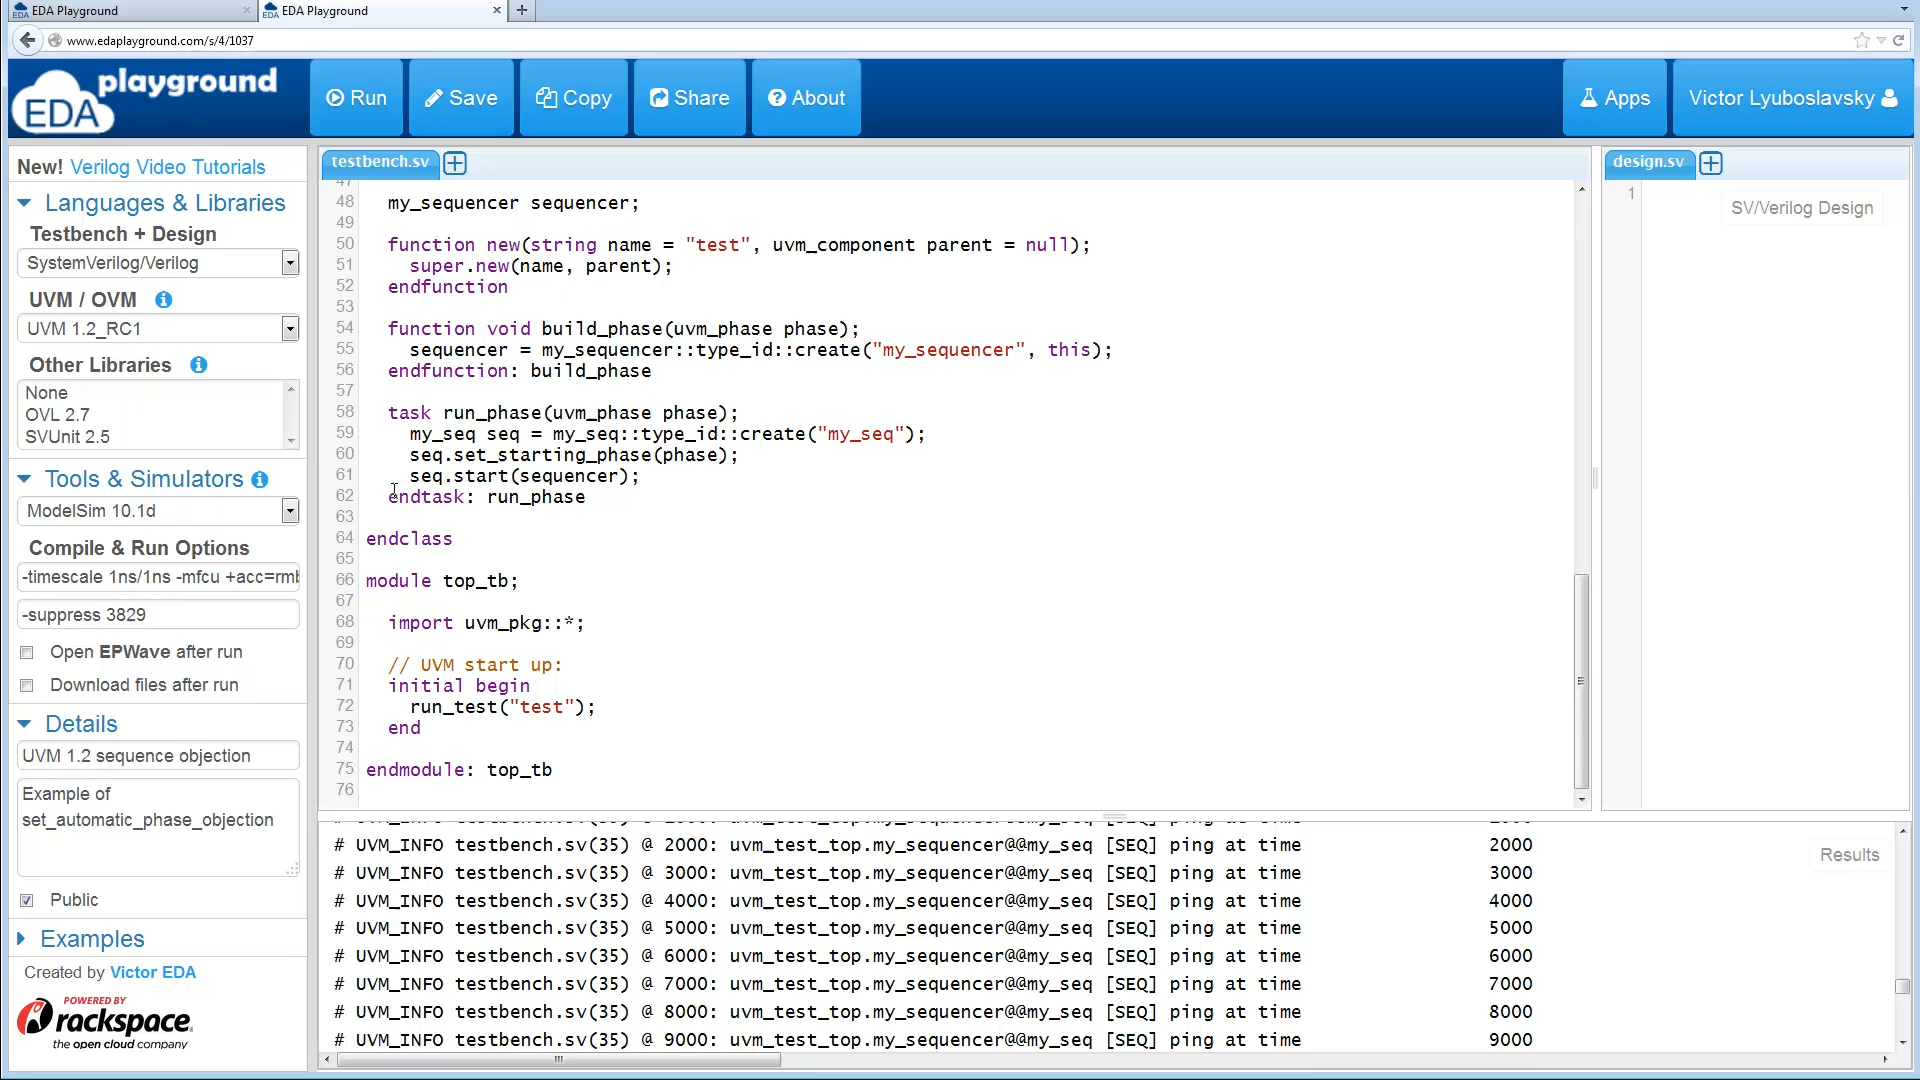 EDA Playground
EDA Playground
www.edaplayground.com/s/4/1037
EDA playground
Run
Save
Copy
Share
About
Apps
Victor Lyuboslavsky
New! Verilog Video Tutorials
Languages & Libraries
Testbench + Design
SystemVerilog/Verilog
UVM / OVM
UVM 1.2_RC1
Other Libraries
None
OVL 2.7
SVUnit 2.5
Tools & Simulators
ModelSim 10.1d
Compile & Run Options
-timescale 1ns/1ns -mfcu +acc=rmb
-suppress 3829
Open EPWave after run
Download files after run
Details
UVM 1.2 sequence objection
Example of
set_automatic_phase_objection
Public
Examples
Created by Victor EDA
POWERED BY
rackspace
the open cloud company
testbench.sv
47
48 my_sequencer sequencer;
49
50 function new(string name = "test", uvm_component parent = null);
51 super.new(name, parent);
52 endfunction
53
54 function void build_phase(uvm_phase phase);
55 sequencer = my_sequencer::type_id::create("my_sequencer", this);
56 endfunction: build_phase
57
58 task run_phase(uvm_phase phase);
59 my_seq seq = my_seq::type_id::create("my_seq");
60 seq.set_starting_phase(phase);
61 seq.start(sequencer);
62 endtask: run_phase
63
64 endclass
65
66 module top_tb;
67
68 import uvm_pkg::*;
69
70 // UVM start up:
71 initial begin
72 run_test("test");
73 end
74
75 endmodule: top_tb
76
design.sv
1
SV/Verilog Design
# UVM_INFO testbench.sv(35) @ 2000: uvm_test_top.my_sequencer@@my_seq [SEQ] ping at time 2000
# UVM_INFO testbench.sv(35) @ 3000: uvm_test_top.my_sequencer@@my_seq [SEQ] ping at time 3000
# UVM_INFO testbench.sv(35) @ 4000: uvm_test_top.my_sequencer@@my_seq [SEQ] ping at time 4000
# UVM_INFO testbench.sv(35) @ 5000: uvm_test_top.my_sequencer@@my_seq [SEQ] ping at time 5000
# UVM_INFO testbench.sv(35) @ 6000: uvm_test_top.my_sequencer@@my_seq [SEQ] ping at time 6000
# UVM_INFO testbench.sv(35) @ 7000: uvm_test_top.my_sequencer@@my_seq [SEQ] ping at time 7000
# UVM_INFO testbench.sv(35) @ 8000: uvm_test_top.my_sequencer@@my_seq [SEQ] ping at time 8000
# UVM_INFO testbench.sv(35) @ 9000: uvm_test_top.my_sequencer@@my_seq [SEQ] ping at time 9000
Results